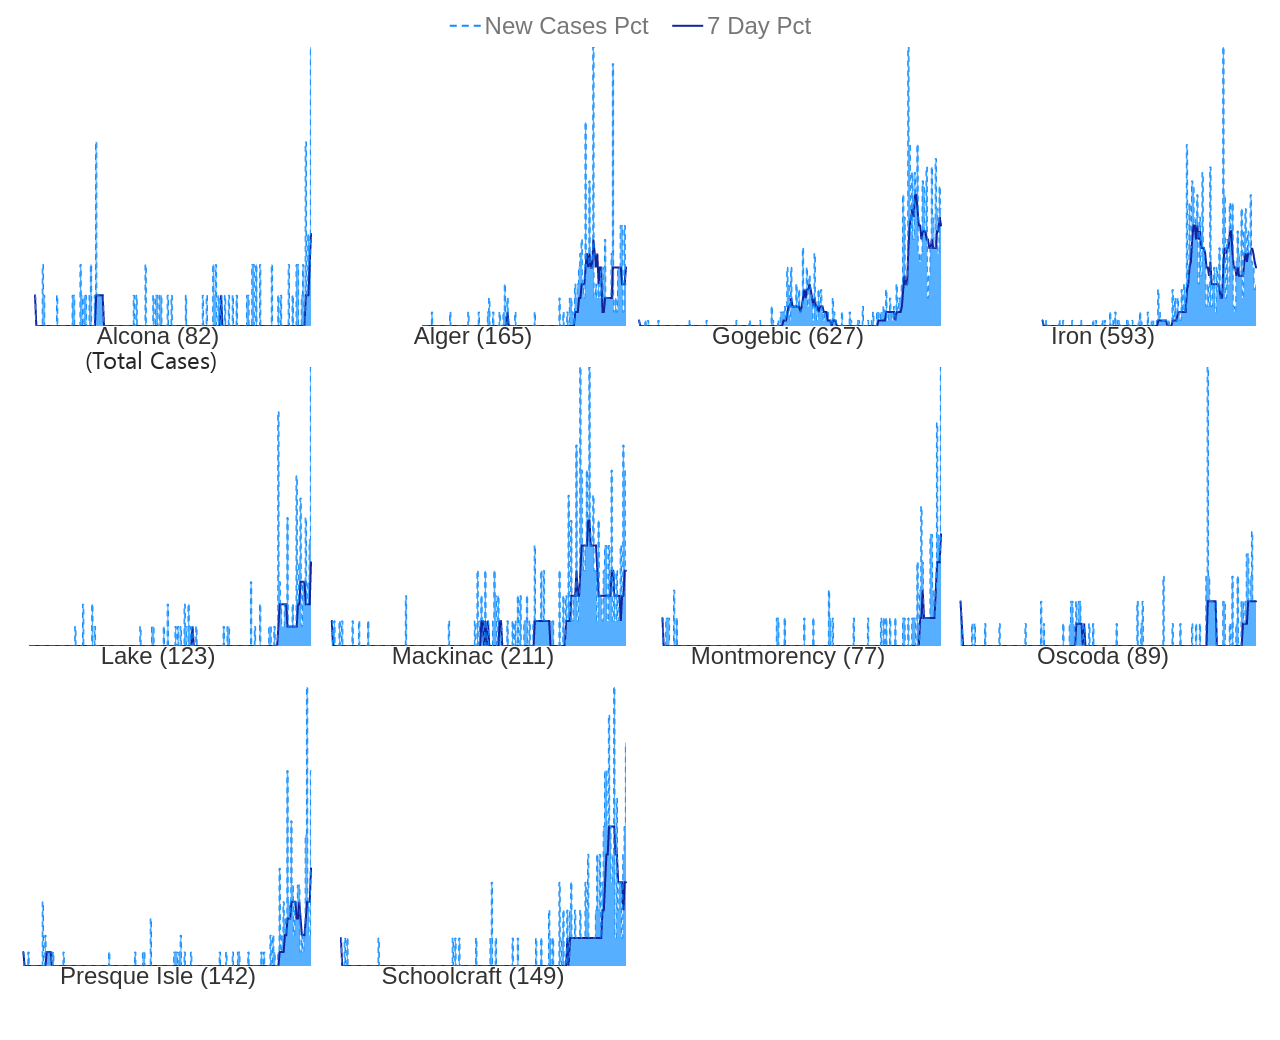 New Cases Pct 7 Day Pct
Alcona (82) Alger (165) Gogebic (627) Iron (593)
(Total Cases)
Lake (123) Mackinac (211) Montmorency (77) Oscoda (89)
Presque Isle (142) Schoolcraft (149)